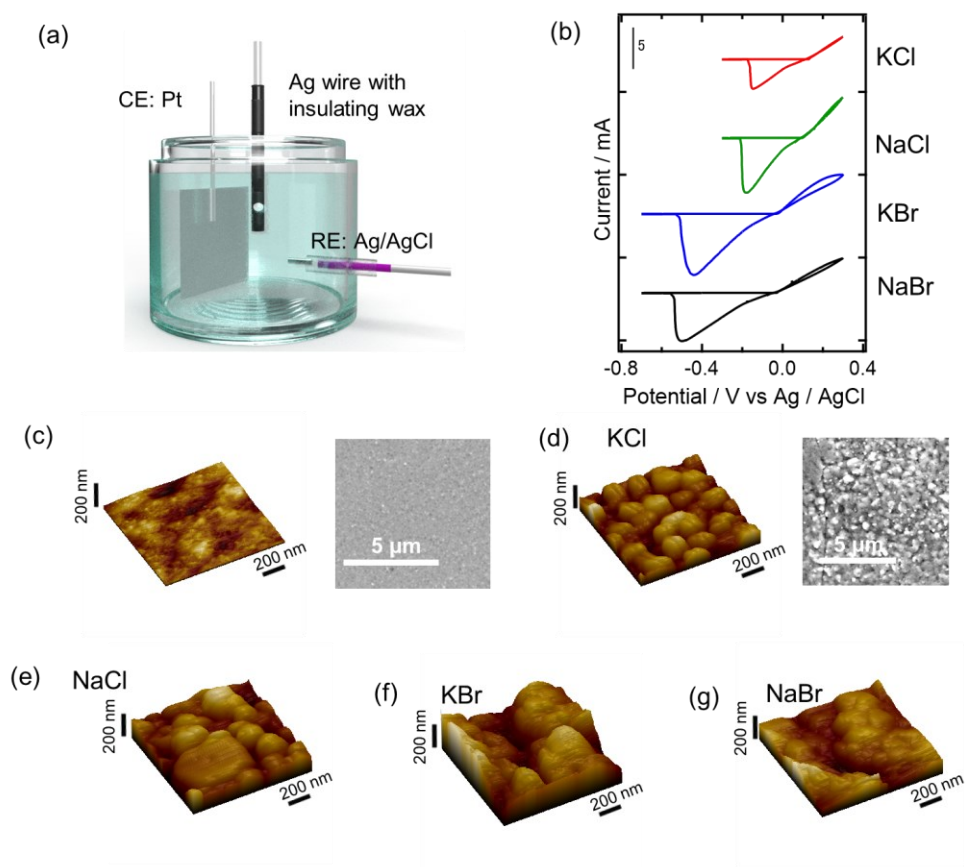 (a)
CE: Pt
Ag wire with
insulating wax
RE: Ag/AgCl
(b)
5
KCl
NaCl
KBr
NaBr
Current / mA
-0.8
-0.4
0.0
0.4
Potential / V vs Ag / AgCl
(c)
200 nm
200 nm
5 µm
(d)
KCl
200 nm
200 nm
5 µm
(e)
NaCl
200 nm
200 nm
(f)
KBr
200 nm
200 nm
(g)
NaBr
200 nm
200 nm